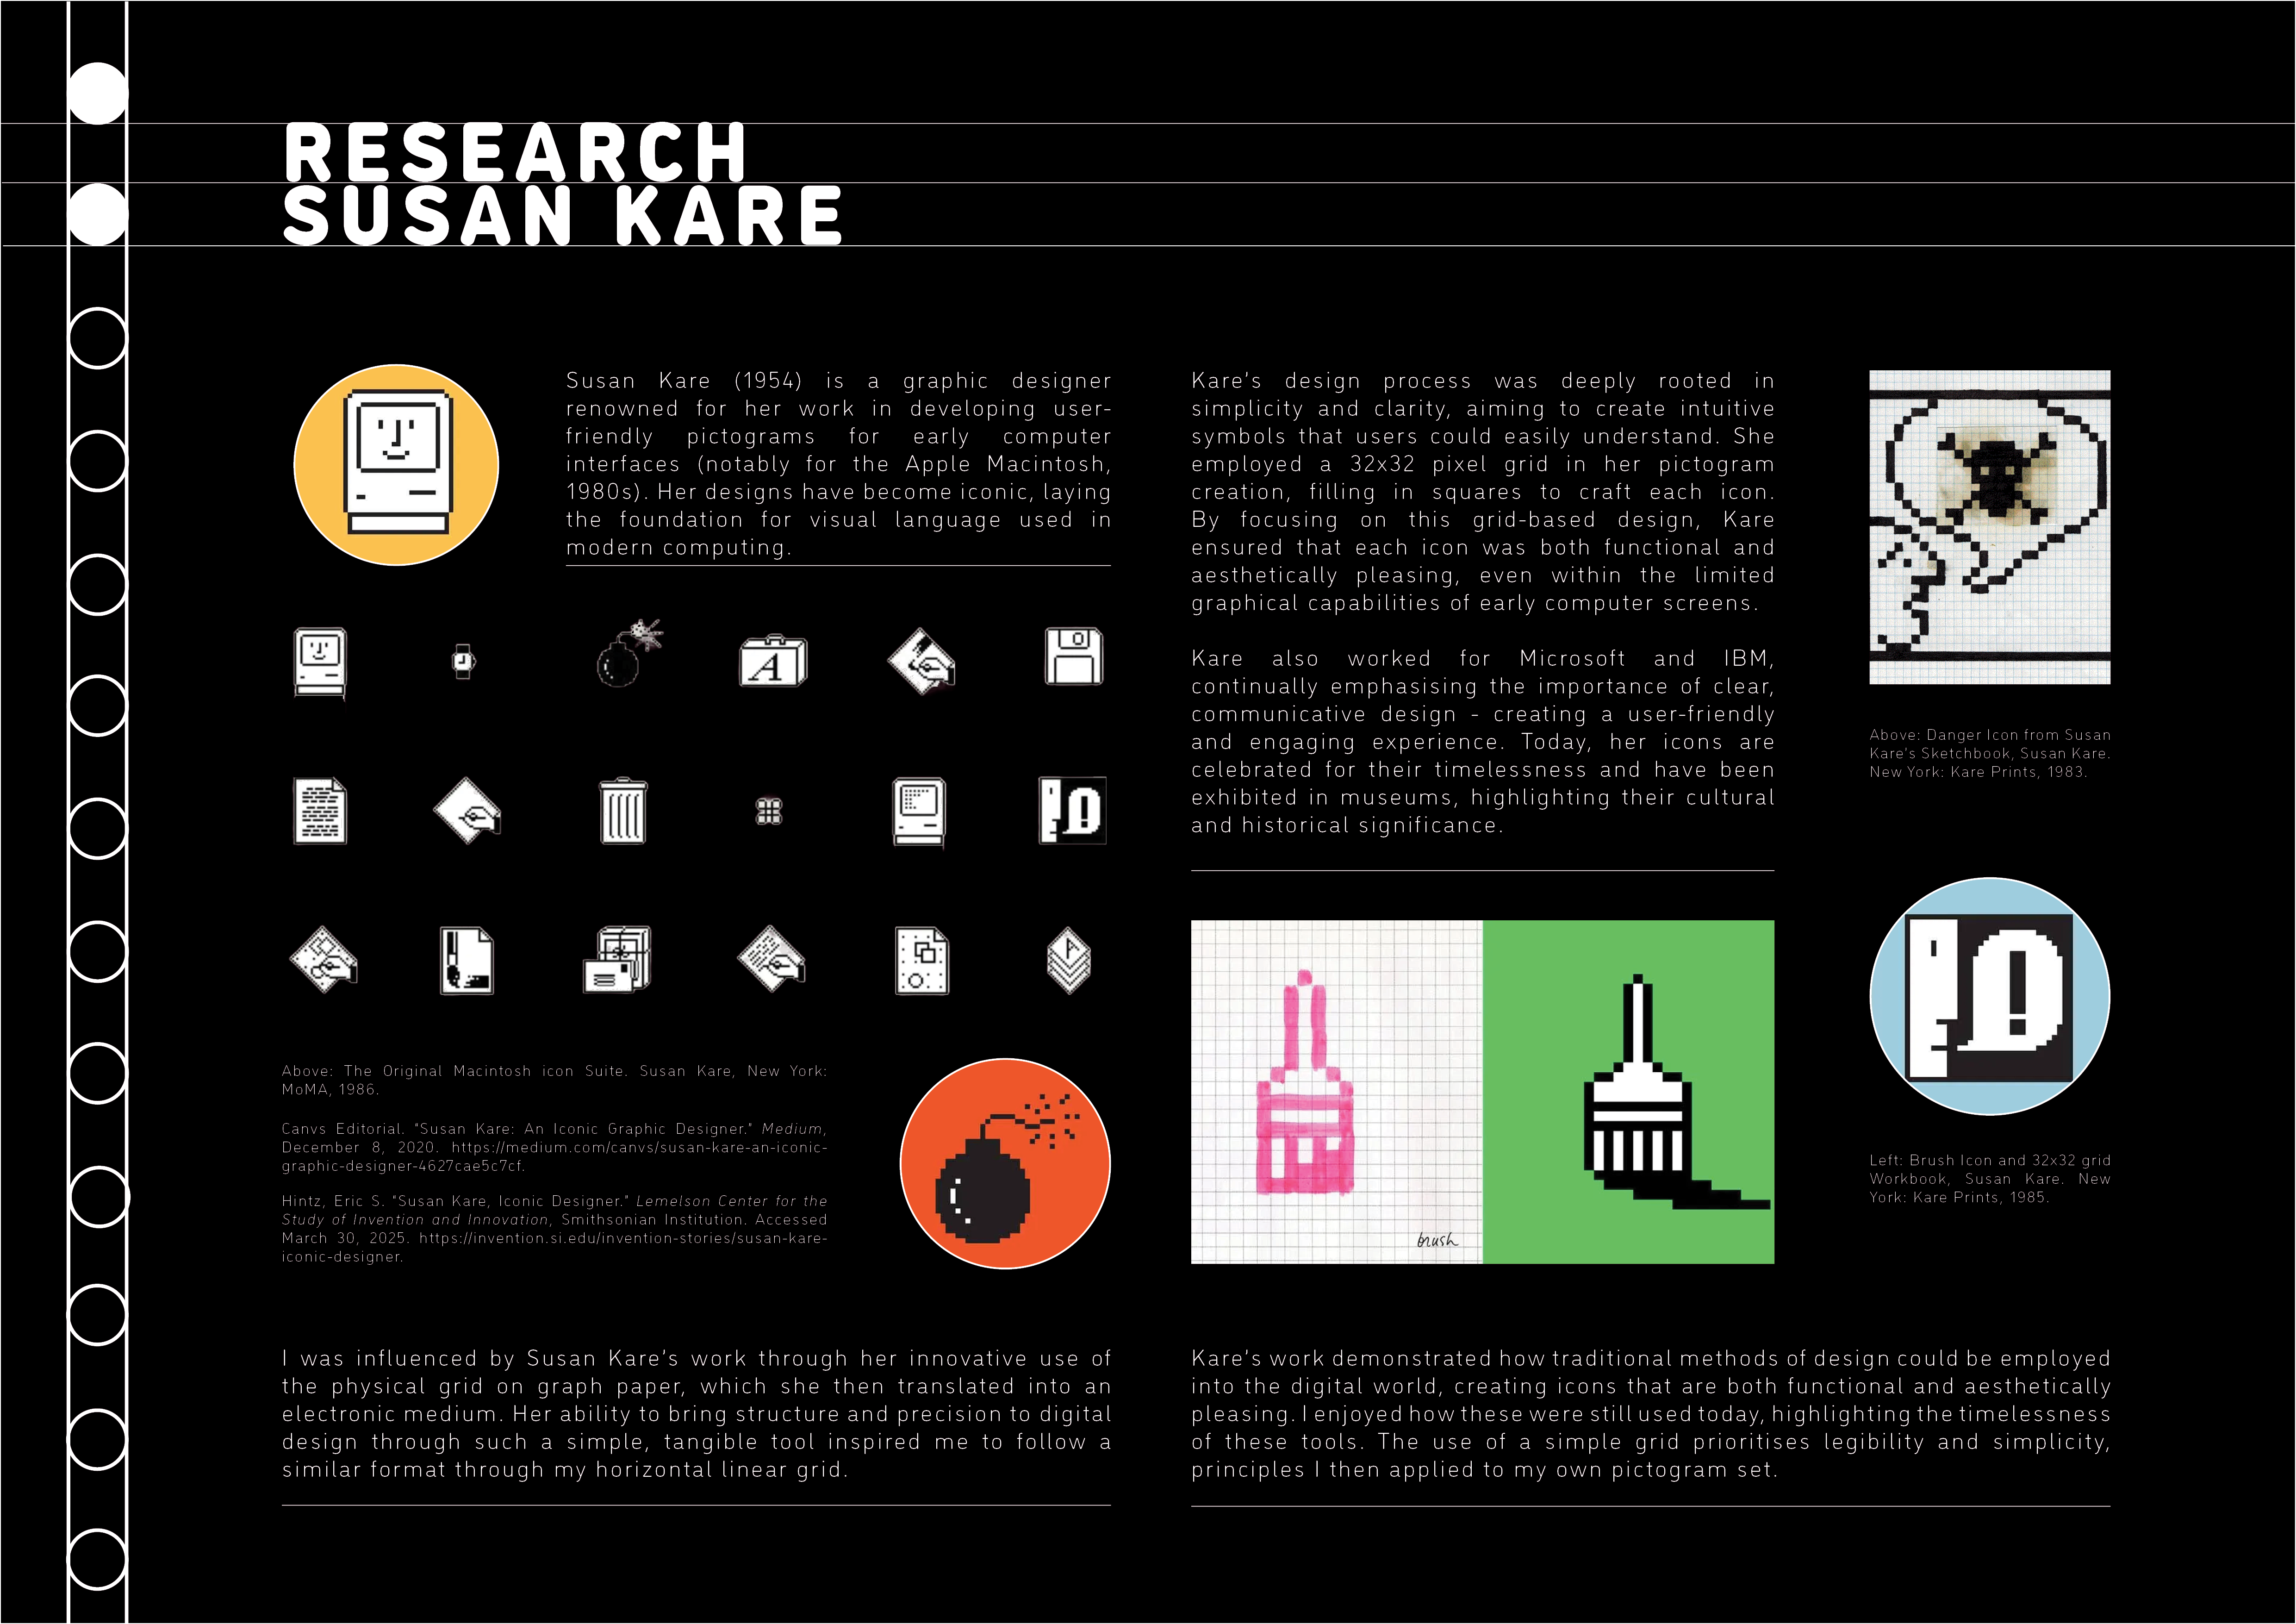 RESEARCH
SUSAN KARE
Susan Kare (1954) is a graphic designer
renowned for her work in developing user-
friendly pictograms for early computer
interfaces (notably for the Apple Macintosh,
1980s). Her designs have become iconic, laying
the foundation for visual language used in
modern computing.
A
Above: The Original Macintosh icon Suite. Susan Kare, New York:
MoMA, 1986.
Canvs Editorial. "Susan Kare: An Iconic Graphic Designer." Medium,
December 8, 2020. https://medium.com/canvs/susan-kare-an-iconic-
graphic-designer-4627cae5c7cf.
Hintz, Eric S. "Susan Kare, Iconic Designer." Lemelson Center for the
Study of Invention and Innovation, Smithsonian Institution. Accessed
March 30, 2025. https://invention.si.edu/invention-stories/susan-kare-
iconic-designer.
I was influenced by Susan Kare's work through her innovative use of
the physical grid on graph paper, which she then translated into an
electronic medium. Her ability to bring structure and precision to digital
design through such a simple, tangible tool inspired me to follow a
similar format through my horizontal linear grid.
Kare's design process was deeply rooted in
simplicity and clarity, aiming to create intuitive
symbols that users could easily understand. She
employed a 32x32 pixel grid in her pictogram
creation, filling in squares to craft each icon.
By focusing on this grid-based design, Kare
ensured that each icon was both functional and
aesthetically pleasing, even within the limited
graphical capabilities of early computer screens.
Kare also worked for Microsoft and IBM,
continually emphasising the importance of clear,
communicative design - creating a user-friendly
and engaging experience. Today, her icons are
celebrated for their timelessness and have been
exhibited in museums, highlighting their cultural
and historical significance.
brush
Above: Danger Icon from Susan
Kare's Sketchbook, Susan Kare.
New York: Kare Prints, 1983.
!
Left: Brush Icon and 32x32 grid
Workbook, Susan Kare. New
York: Kare Prints, 1985.
Kare's work demonstrated how traditional methods of design could be employed
into the digital world, creating icons that are both functional and aesthetically
pleasing. I enjoyed how these were still used today, highlighting the timelessness
of these tools. The use of a simple grid prioritises legibility and simplicity,
principles I then applied to my own pictogram set.